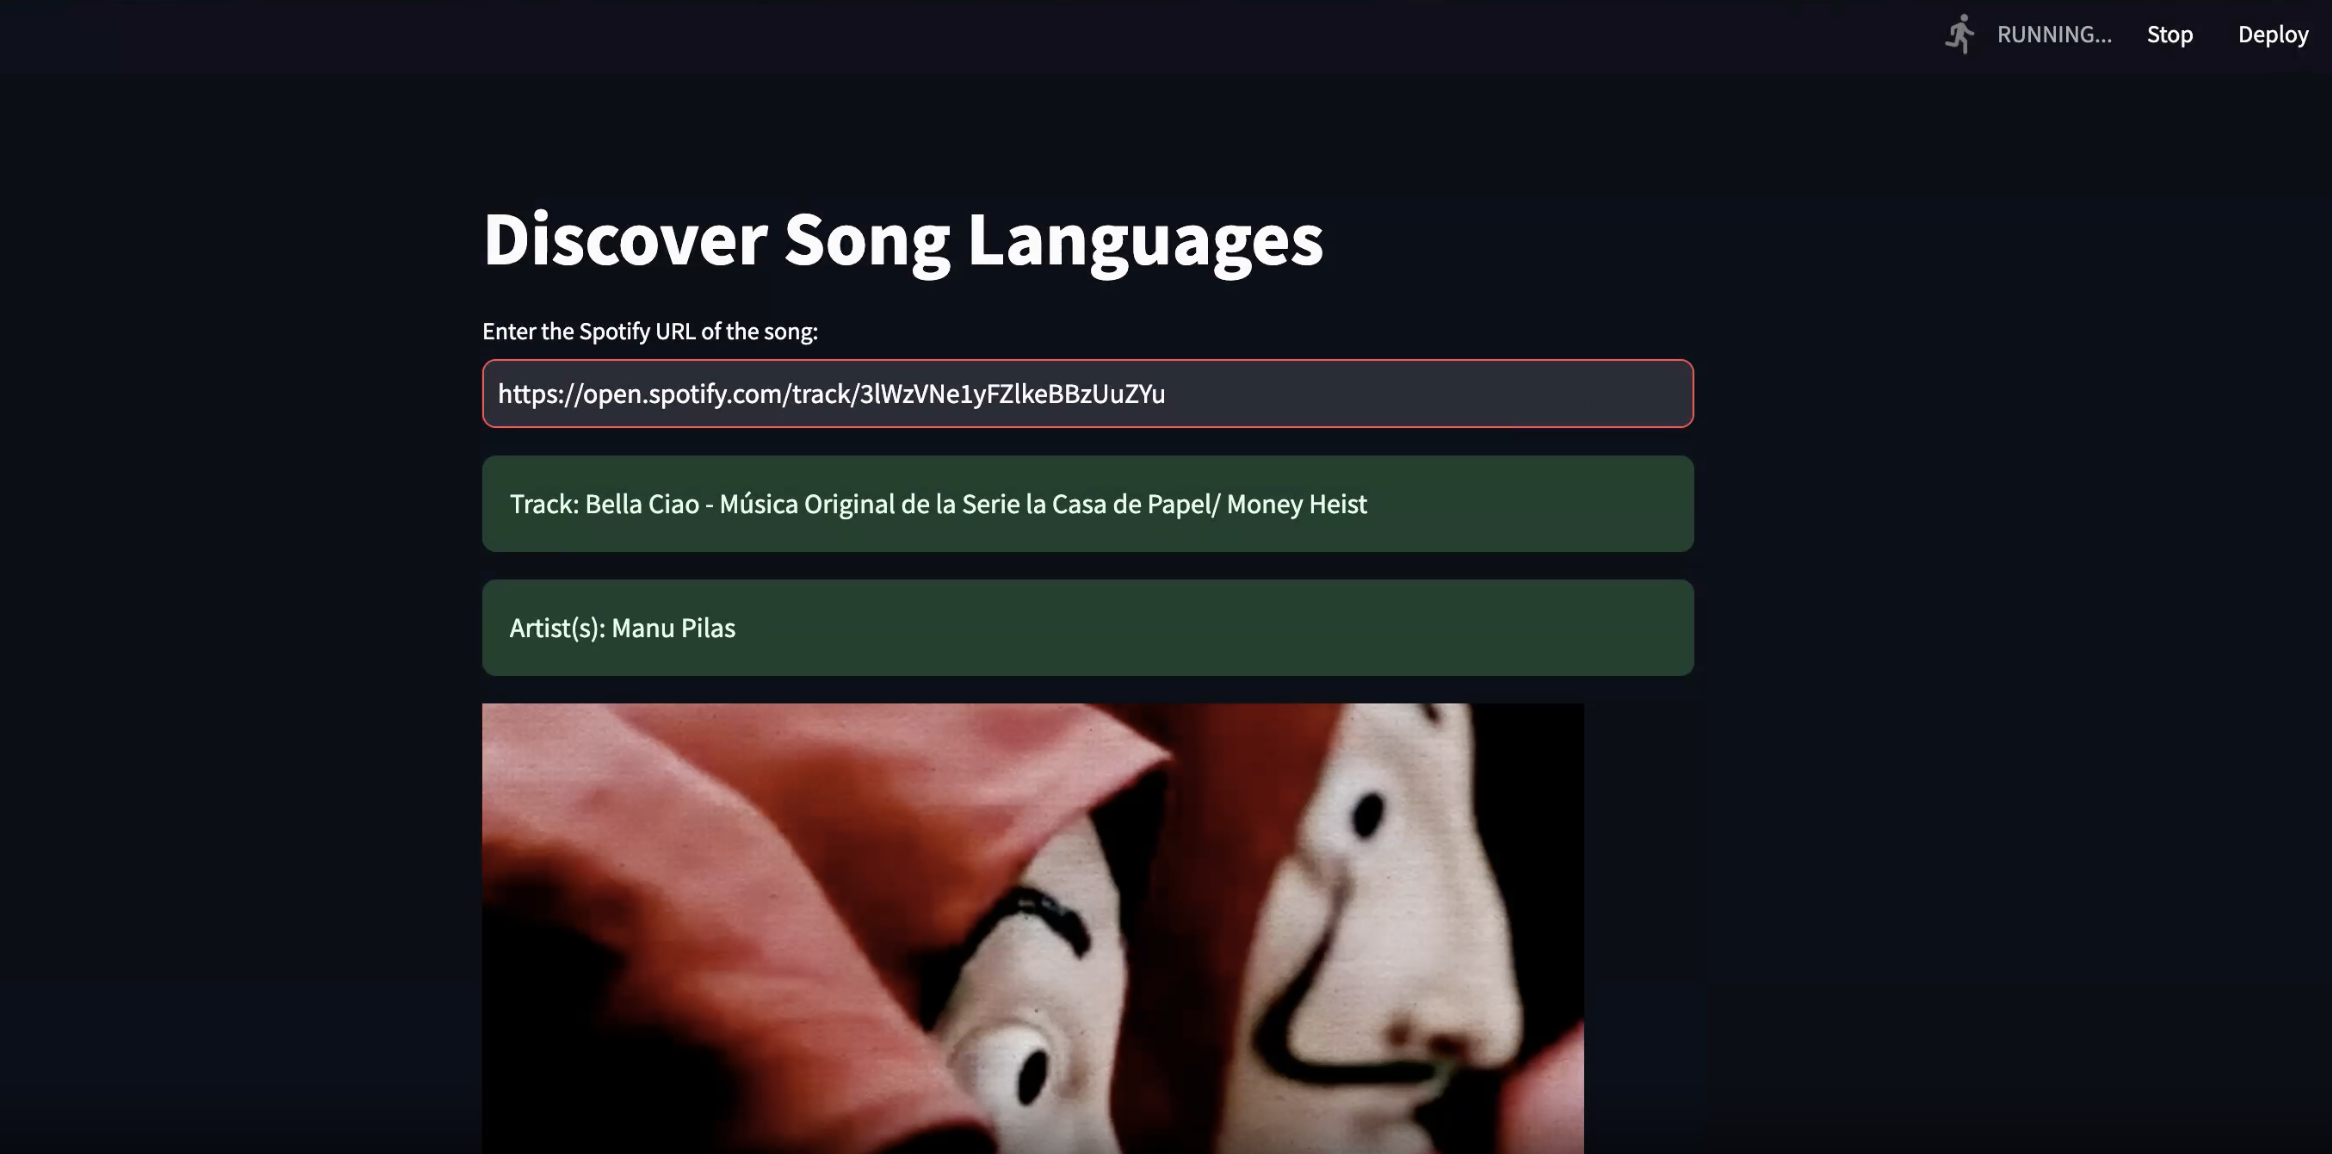 RUNNING... Stop Deploy
Discover Song Languages
Enter the Spotify URL of the song:
https://open.spotify.com/track/3lWzVNe1yFZlkeBBzUuZYu
Track: Bella Ciao - Música Original de la Serie la Casa de Papel/ Money Heist
Artist(s): Manu Pilas